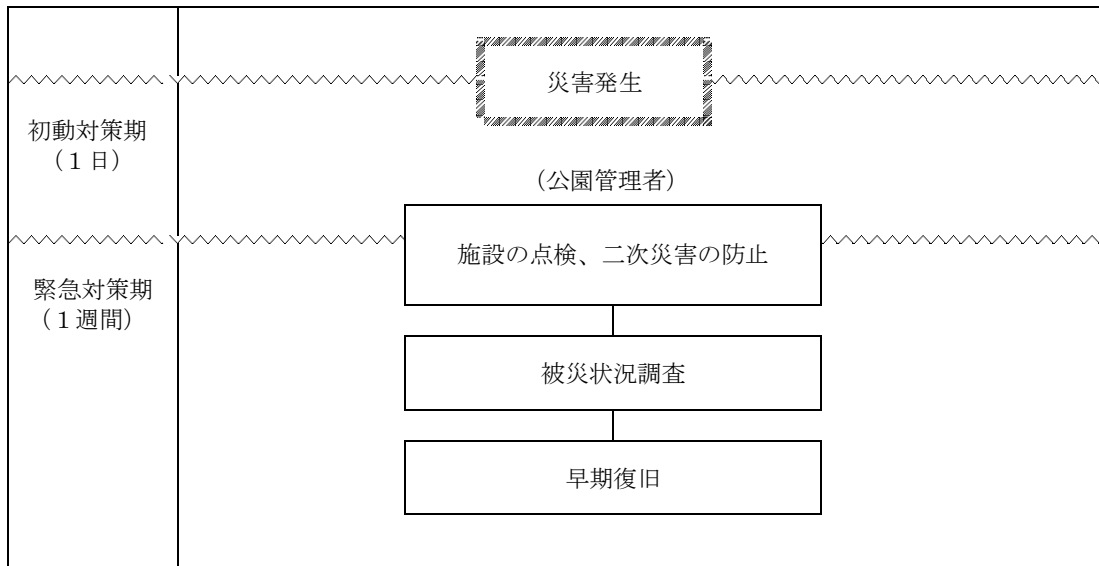 災害発生
初動対策期
（１日）
（公園管理者）
施設の点検、二次災害の防止
緊急対策期
（１週間）
被災状況調査
早期復旧